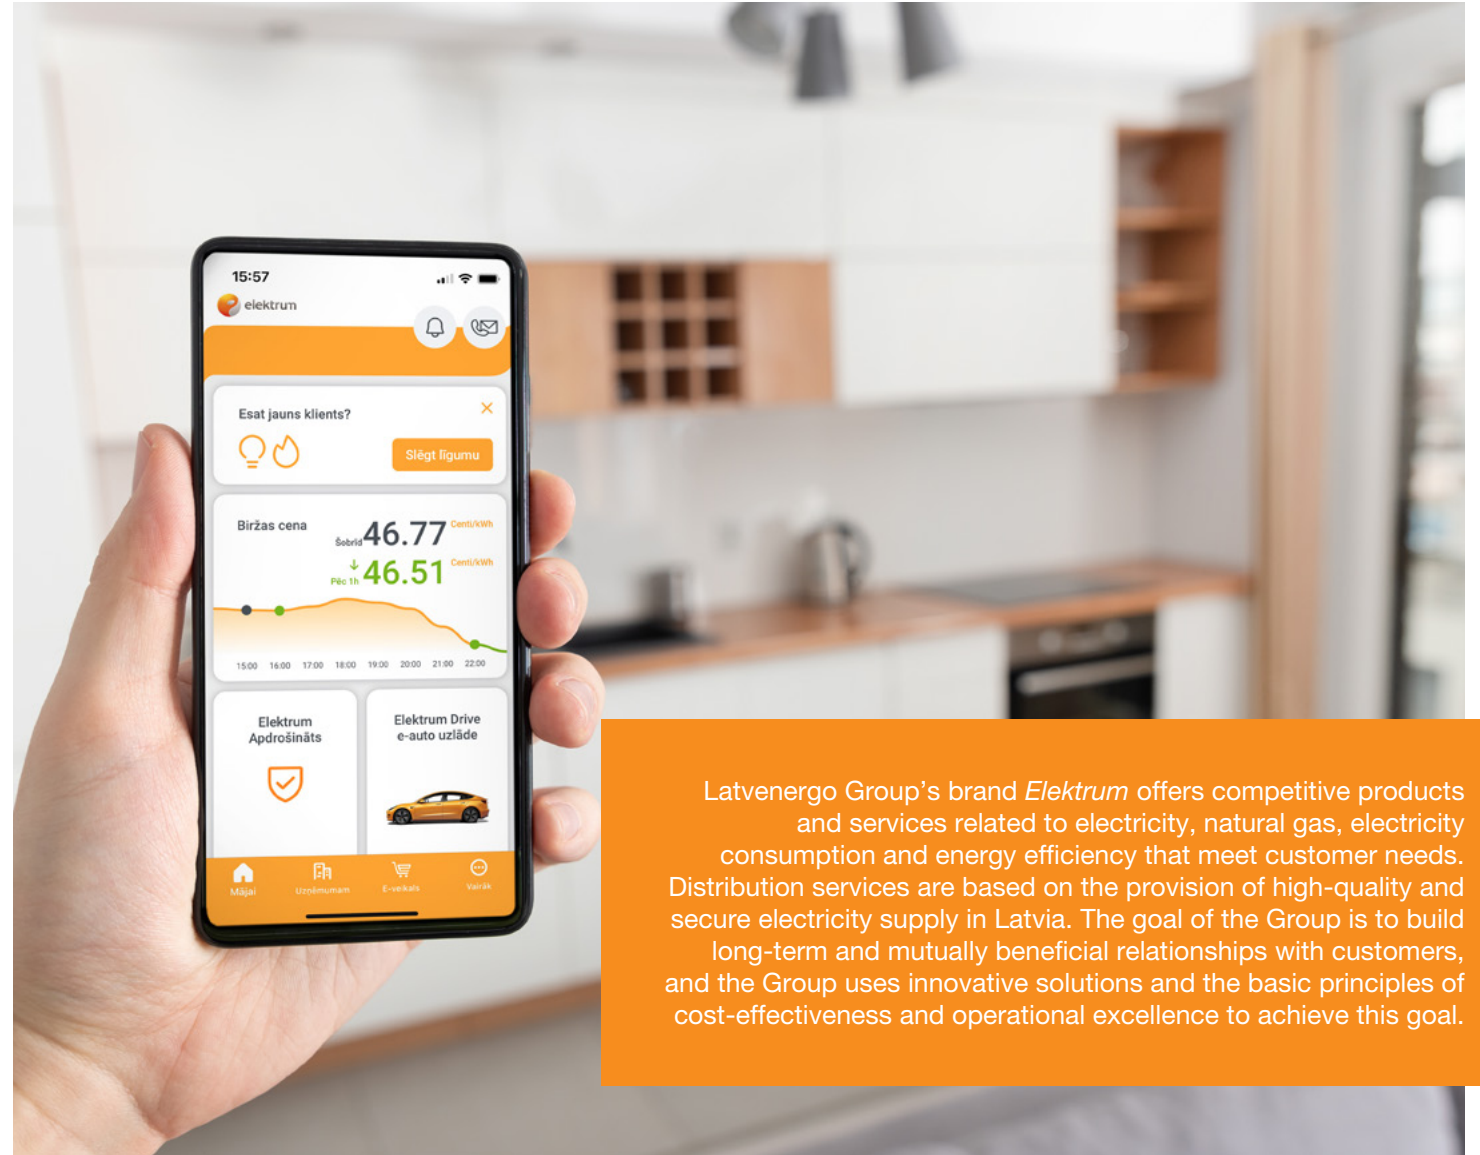 15:57
elektrum
Esat jauns klients?
Slēgt līgumu
Biržas cena
Šobrīd 46.77 Centi/kWh
Pēc 1h 46.51 Centi/kWh
15:00 16:00 17:00 18:00 19:00 20:00 21:00 22:00
Elektrum
Apdrošināts
Elektrum Drive
e-auto uzlāde
Mājai Uzņēmumam E-veikals Vairāk
Latvenergo Group's brand Elektrum offers competitive products
and services related to electricity, natural gas, electricity
consumption and energy efficiency that meet customer needs.
Distribution services are based on the provision of high-quality and
secure electricity supply in Latvia. The goal of the Group is to build
long-term and mutually beneficial relationships with customers,
and the Group uses innovative solutions and the basic principles of
cost-effectiveness and operational excellence to achieve this goal.